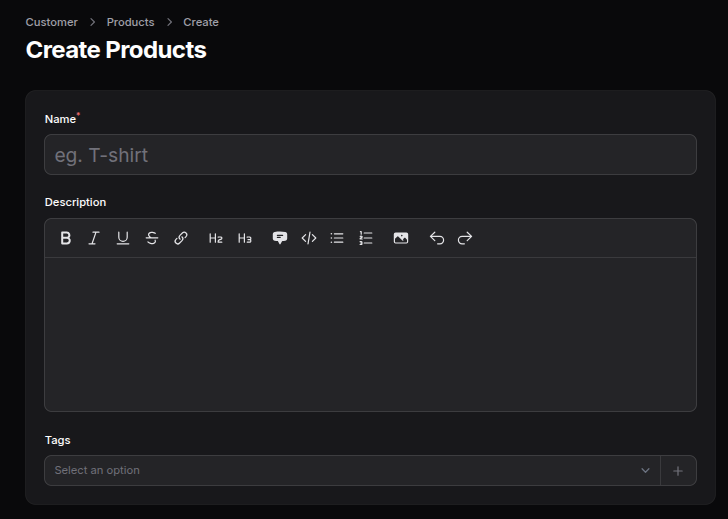 Customer > Products > Create
Create Products
Name*
eg. T-shirt
Description
B I U S H2 H3
Tags
Select an option